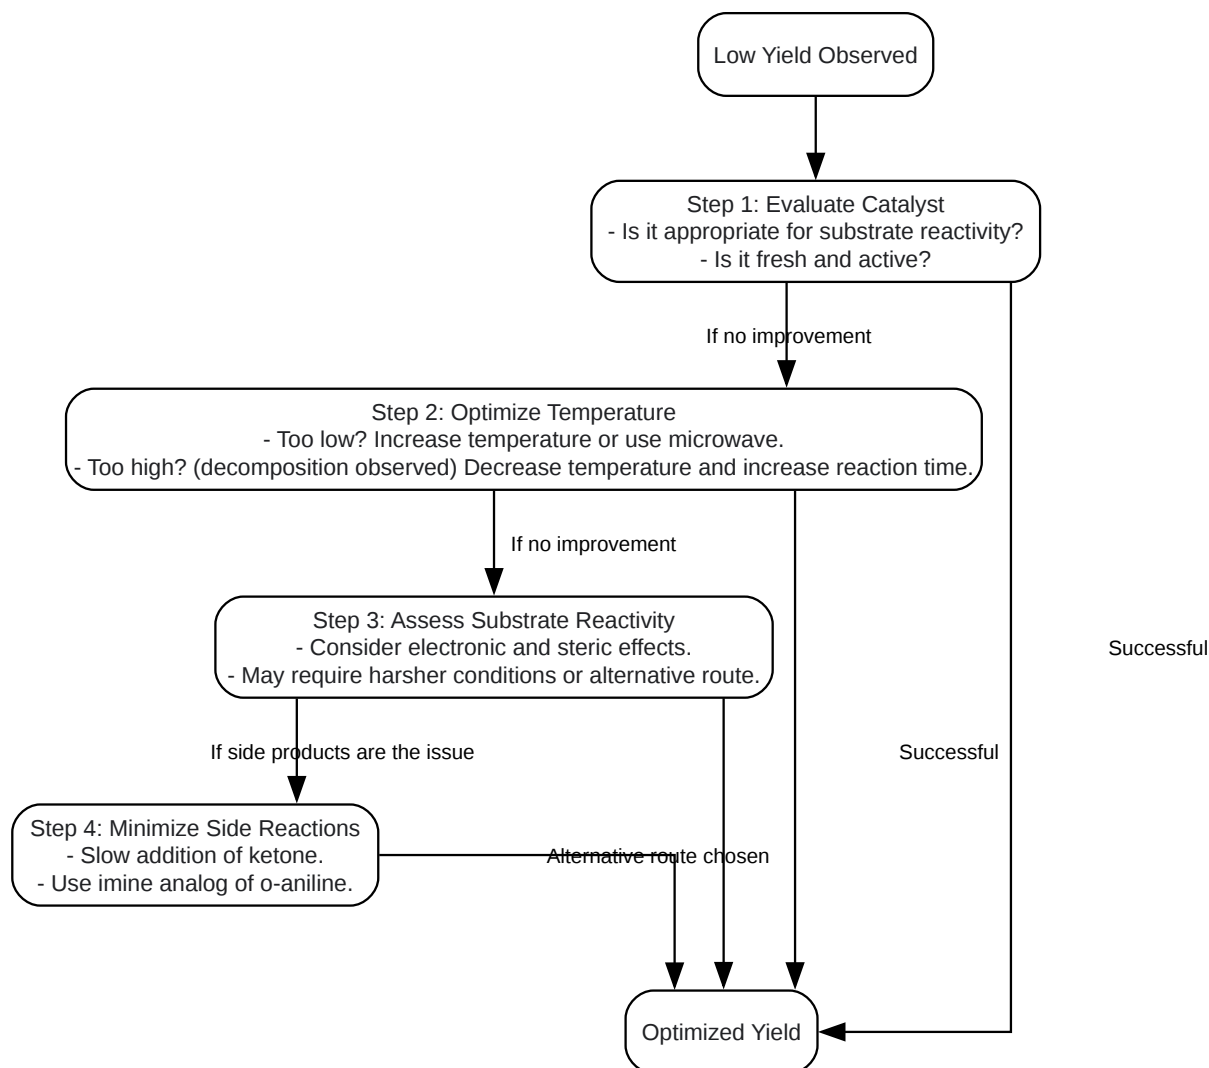 Low Yield Observed
Step 1: Evaluate Catalyst
- Is it appropriate for substrate reactivity?
- Is it fresh and active?
If no improvement
Step 2: Optimize Temperature
- Too low? Increase temperature or use microwave.
- Too high? (decomposition observed) Decrease temperature and increase reaction time.
If no improvement
Step 3: Assess Substrate Reactivity
- Consider electronic and steric effects.
- May require harsher conditions or alternative route.
Successful
If side products are the issue
Successful
Step 4: Minimize Side Reactions
- Slow addition of ketone.
- Use imine analog of o-aniline.
Alternative route chosen
Optimized Yield